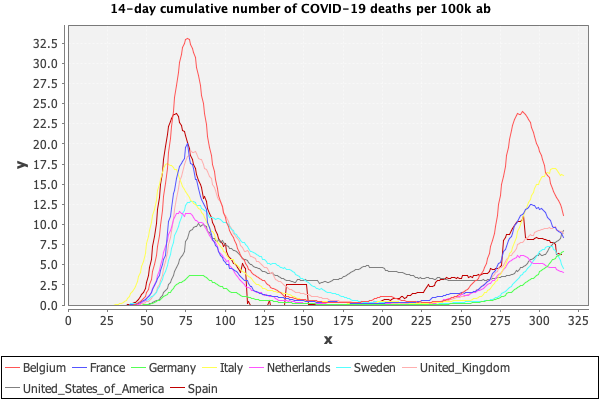 14-day cumulative number of COVID-19 deaths per 100k ab
32.5
30.0
27.5
25.0
22.5
20.0
17.5
15.0
12.5
10.0
7.5
5.0
2.5
0.0
y
0 25 50 75 100 125 150 175 200 225 250 275 300 325
x
Belgium France Germany Italy Netherlands Sweden United_Kingdom
United_States_of_America Spain